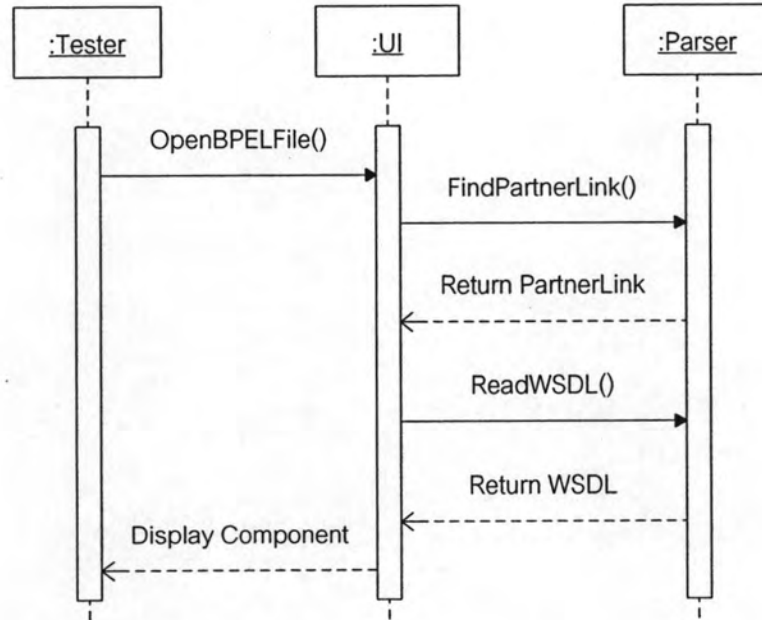 :Tester
:UI
:Parser
OpenBPELFile()
FindPartnerLink()
Return PartnerLink
ReadWSDL()
Return WSDL
Display Component